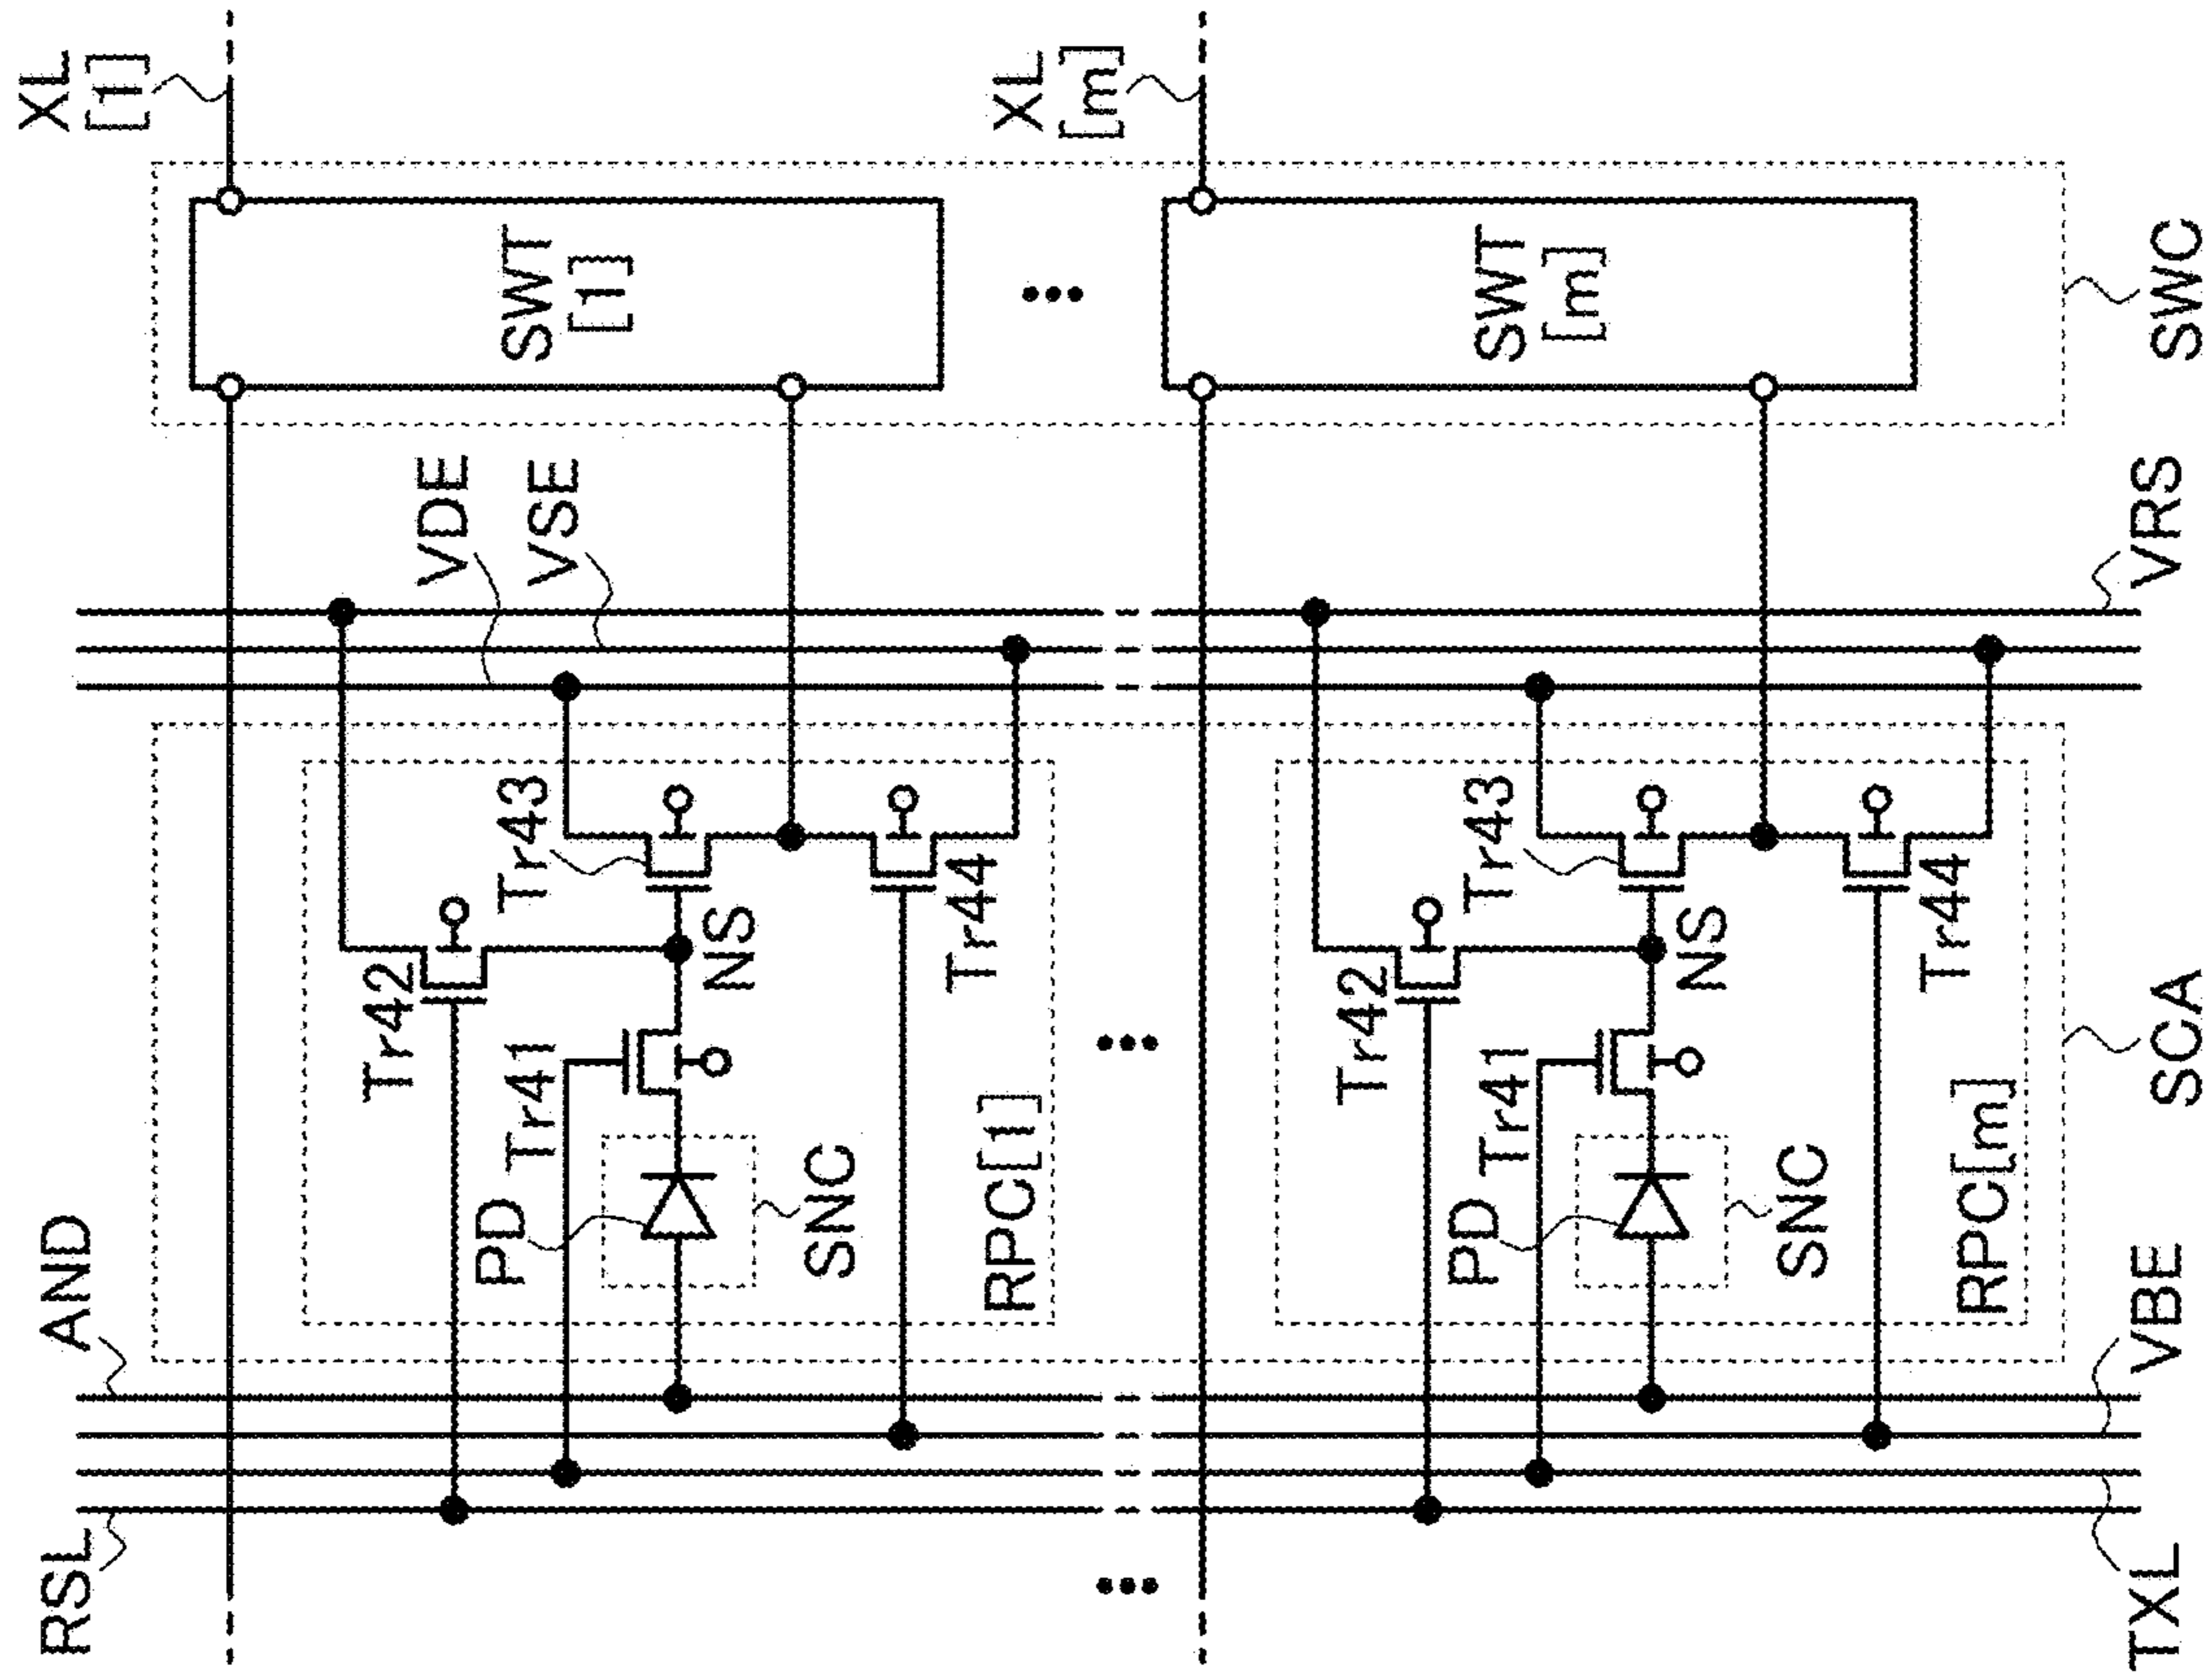 XL
[1]
XL
[m]
SWT
[1]
SWT
[m]
SWC
VDE
VSE
VRS
Tr43
Tr42
NS
Tr44
Tr41
PD
SNC
RPC[1]
Tr43
Tr42
NS
Tr44
Tr41
PD
SNC
RPC[m]
SCA
AND
VBE
RSL
TXL